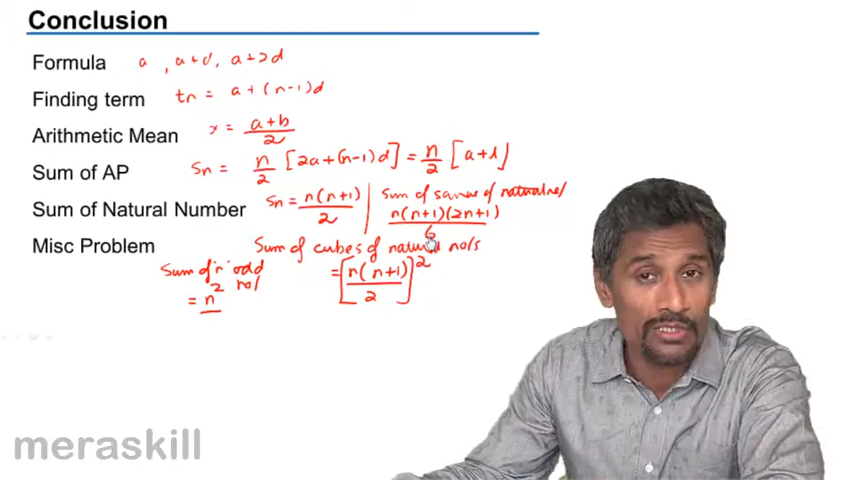 Conclusion
Formula a, a+d, a+2d
Finding term tn = a+(n-1)d
Arithmetic Mean x = a+b/2
Sum of AP Sn = n/2 [2a+(n-1)d] = n/2 [a+l]
Sum of Natural Number Sn = n(n+1)/2 | Sum of square of natural no/
n(n+1)(2n+1)/6
Misc Problem Sum of cubes of natural no/s
= [n(n+1)/2]²
Sum of 'n' odd
no/
= n²
meraskill